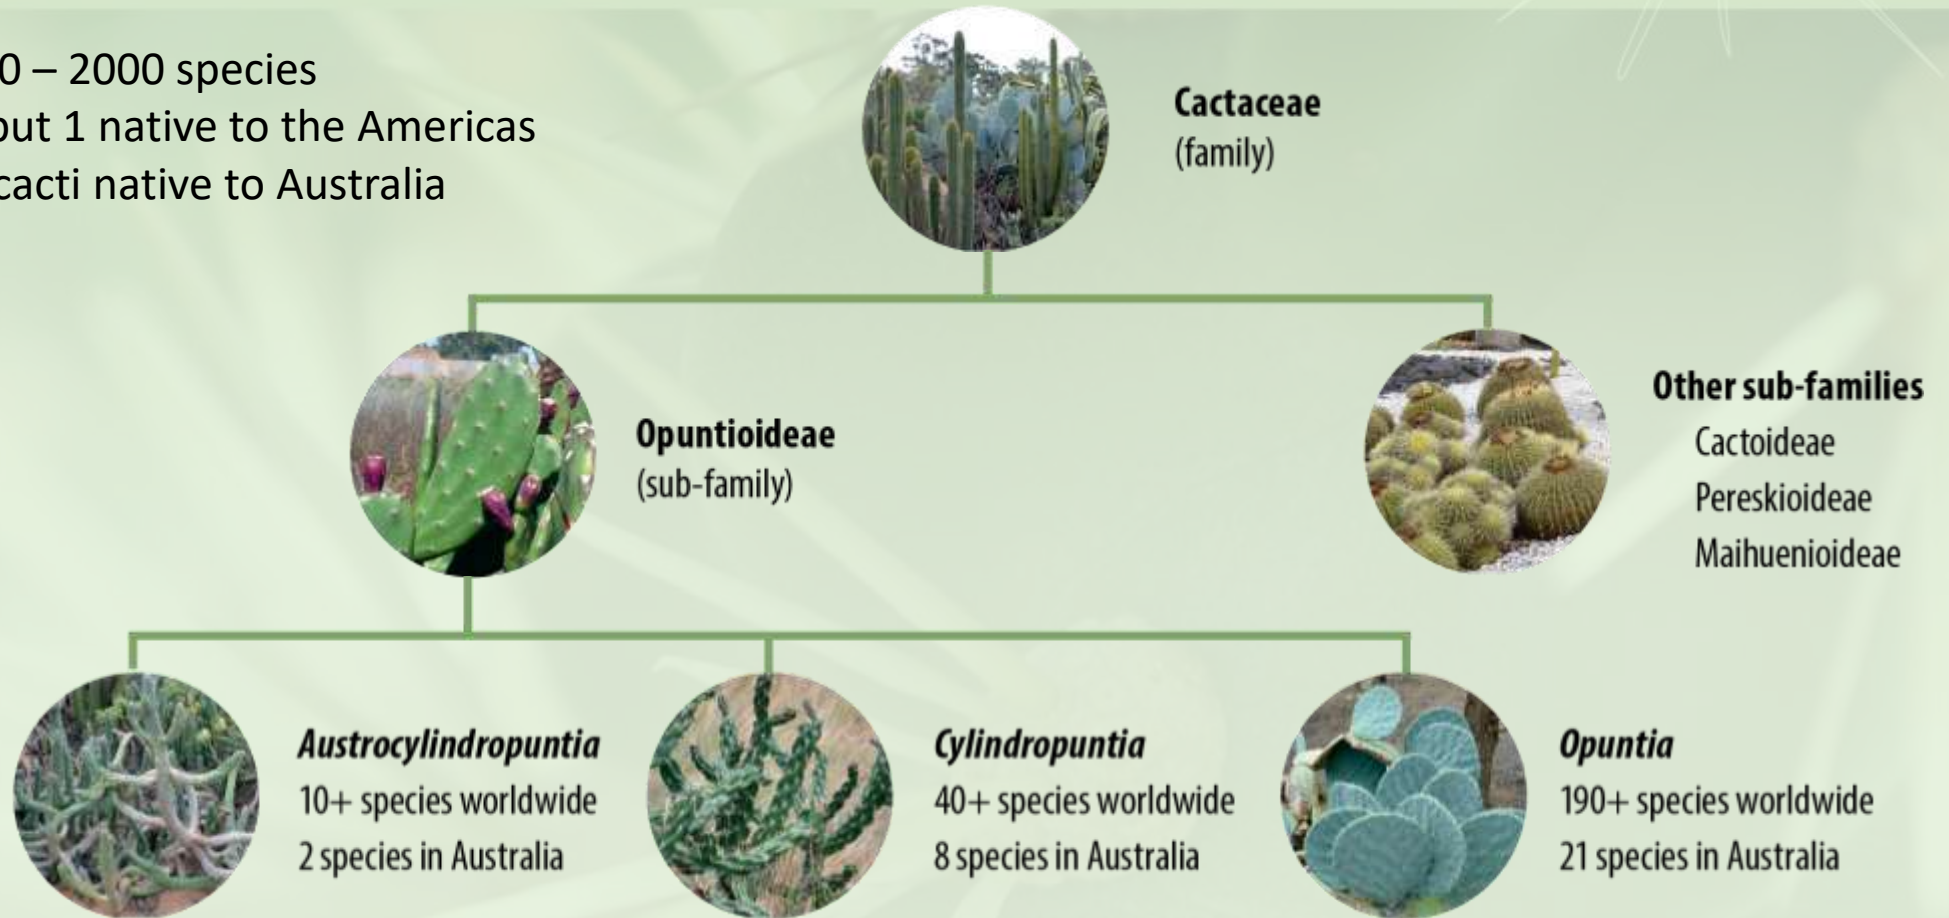 0 – 2000 species
but 1 native to the Americas
cacti native to Australia
Cactaceae
(family)
Opuntioideae
(sub-family)
Other sub-families
Cactoideae
Pereskioideae
Maihuenioideae
Austrocylindropuntia
10+ species worldwide
2 species in Australia
Cylindropuntia
40+ species worldwide
8 species in Australia
Opuntia
190+ species worldwide
21 species in Australia